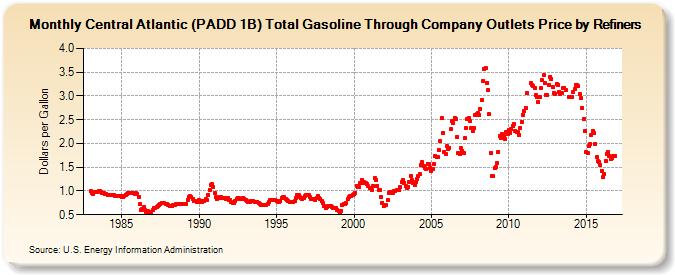 Monthly Central Atlantic (PADD 1B) Total Gasoline Through Company Outlets Price by Refiners
Dollars per Gallon
4.0
3.5
3.0
2.5
2.0
1.5
1.0
0.5
1985 1990 1995 2000 2005 2010 2015
Source: U.S. Energy Information Administration